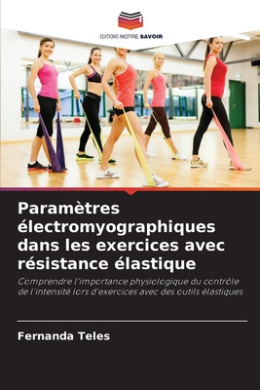 EDITIONS NOTRE SAVOIR
Paramètres
électromyographiques
dans les exercices avec
résistance élastique
Comprendre l'importance physiologique du contrôle
de l'intensité lors d'exercices avec des outils élastiques
Fernanda Teles